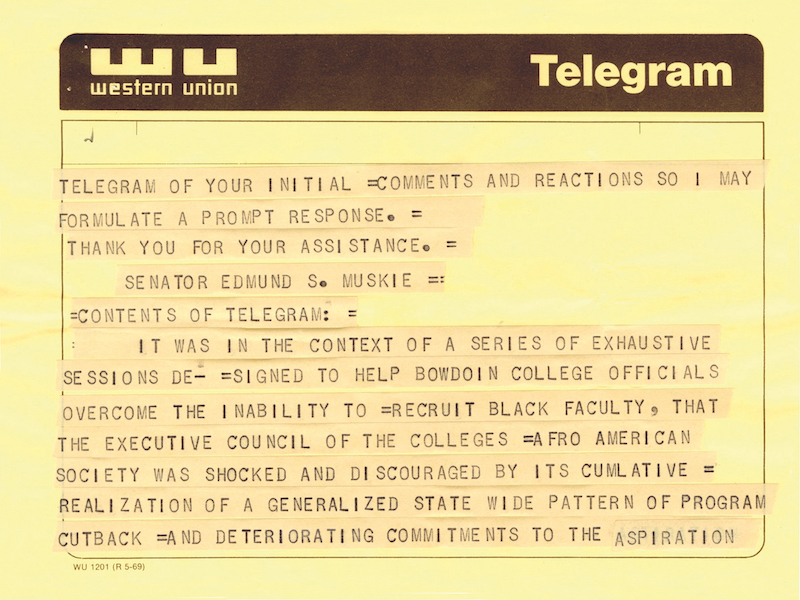 western union
Telegram
TELEGRAM OF YOUR INITIAL =COMMENTS AND REACTIONS SO I MAY
FORMULATE A PROMPT RESPONSE. =
THANK YOU FOR YOUR ASSISTANCE. =
SENATOR EDMUND S. MUSKIE =:
=CONTENTS OF TELEGRAM: =
: IT WAS IN THE CONTEXT OF A SERIES OF EXHAUSTIVE
SESSIONS DE- =SIGNED TO HELP BOWDOIN COLLEGE OFFICIALS
OVERCOME THE INABILITY TO =RECRUIT BLACK FACULTY, THAT
THE EXECUTIVE COUNCIL OF THE COLLEGES =AFRO AMERICAN
SOCIETY WAS SHOCKED AND DISCOURAGED BY ITS CUMLATIVE =
REALIZATION OF A GENERALIZED STATE WIDE PATTERN OF PROGRAM
CUTBACK =AND DETERIORATING COMMITMENTS TO THE ASPIRATION
WU 1201 (R 5-69)